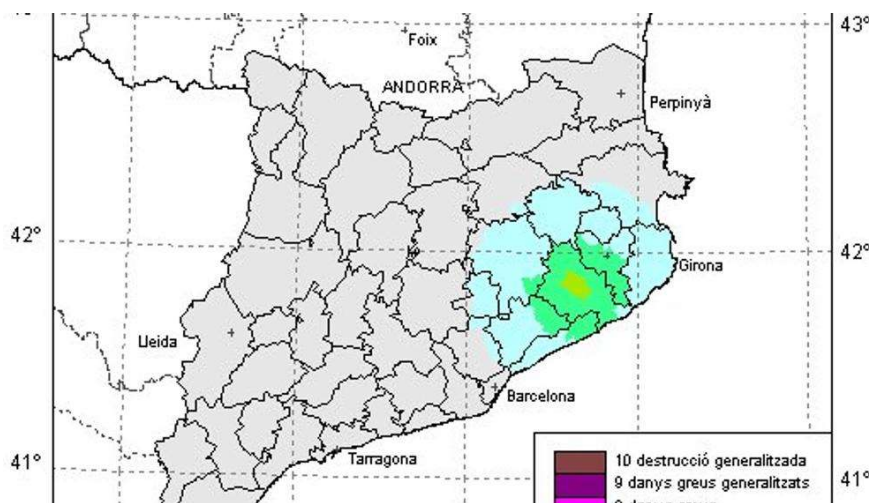 43°
Foix
ANDORRA
Perpinyà
42°
42°
Girona
Lleida
Barcelona
Tarragona
41°
41°
10 destrucció generalitzada
9 danys greus generalitzats